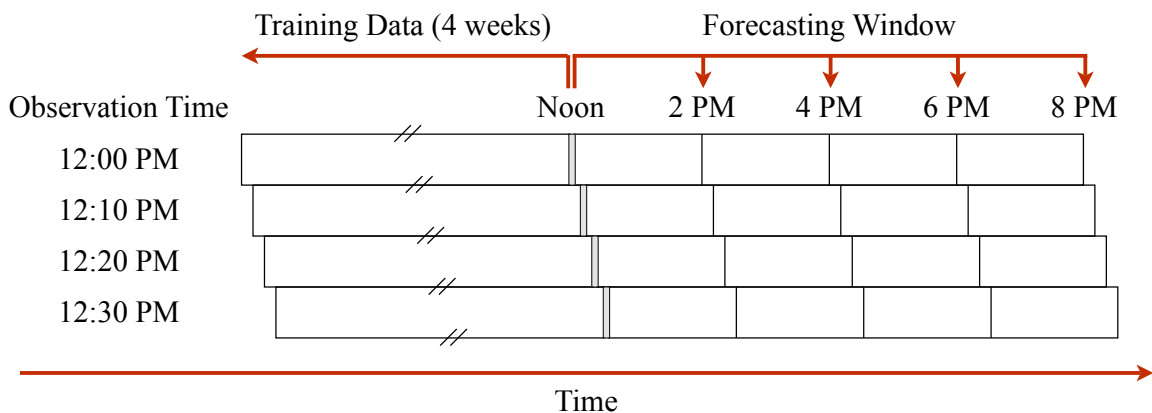 Training Data (4 weeks) Forecasting Window
Observation Time Noon 2 PM 4 PM 6 PM 8 PM
12:00 PM
12:10 PM
12:20 PM
12:30 PM
Time